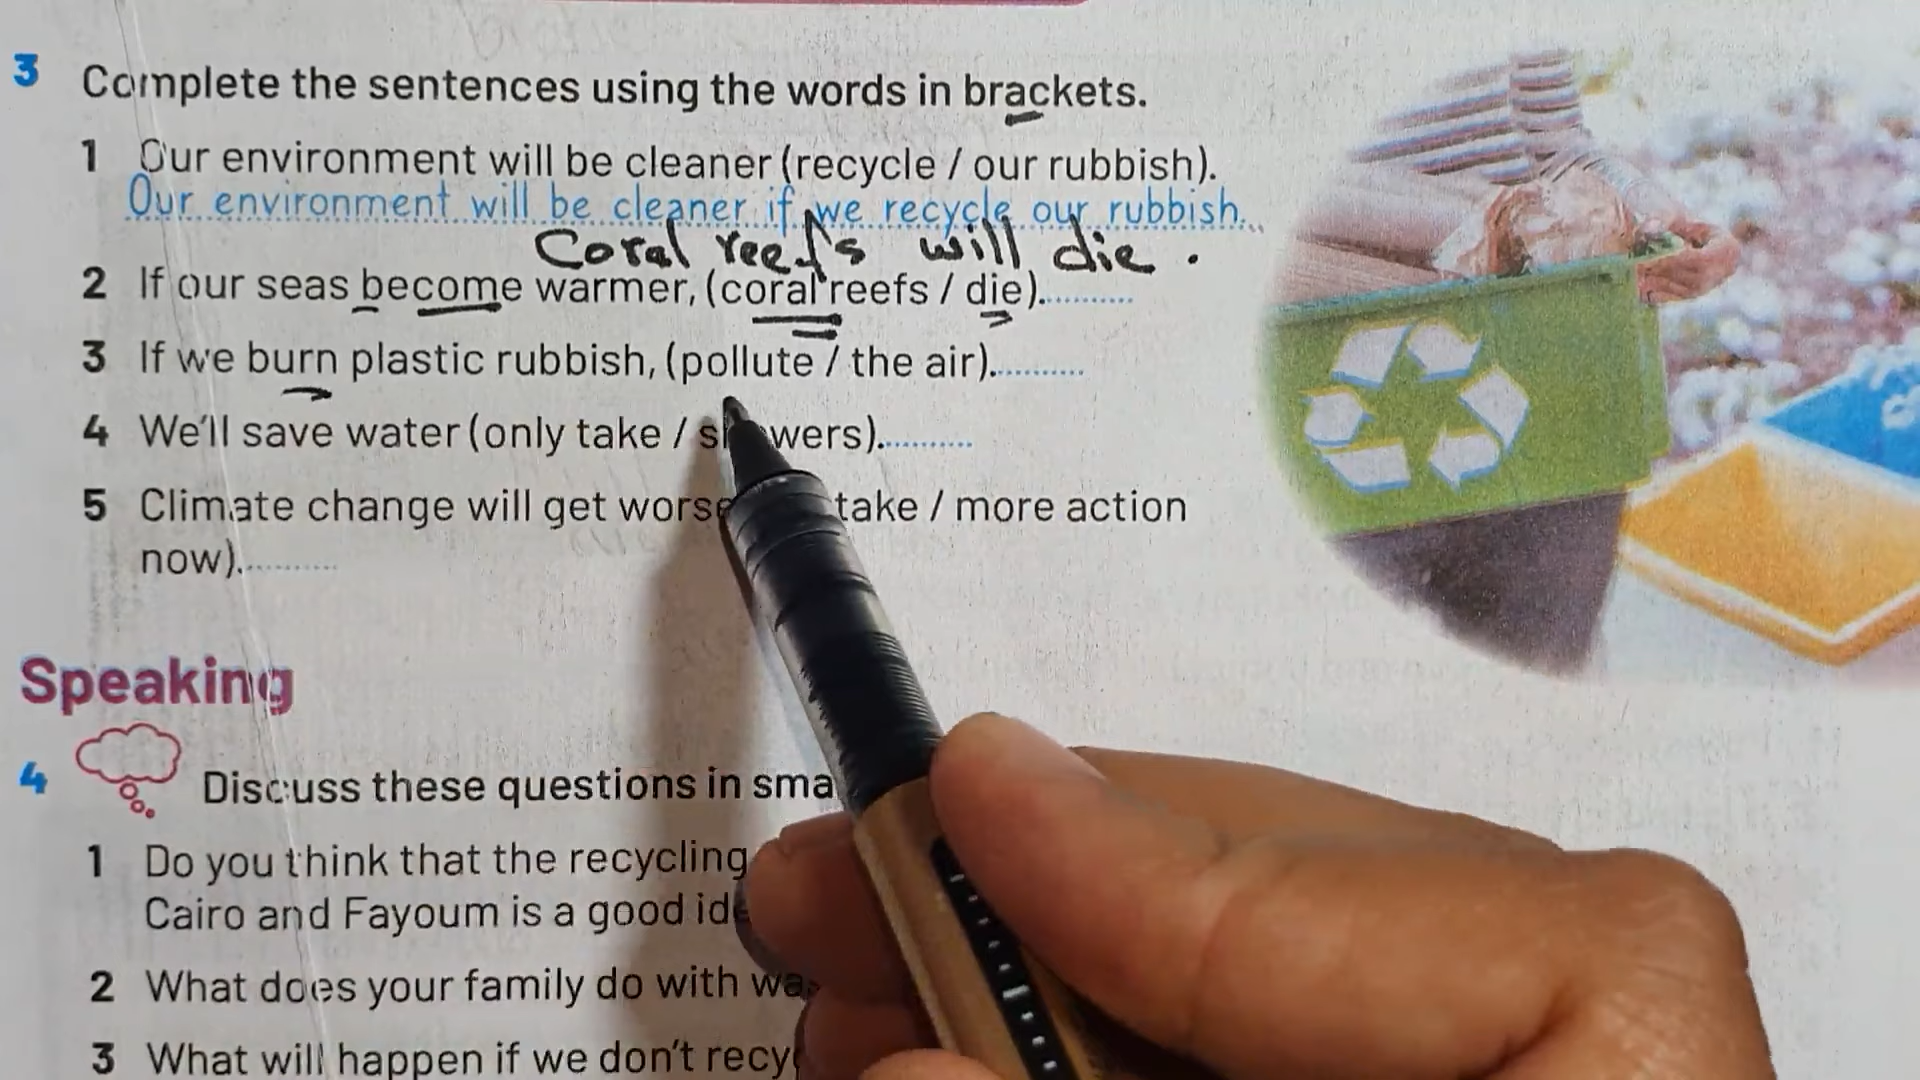 3 Complete the sentences using the words in brackets.
1 Our environment will be cleaner (recycle / our rubbish).
Our environment will be cleaner if we recycle our rubbish.
Coral reefs will die.
2 If our seas become warmer, (coral reefs / die).
3 If we burn plastic rubbish, (pollute / the air).
4 We'll save water (only take / wers).
5 Climate change will get worse take / more action
now).
Speaking
4 Discuss these questions in
1 Do you think that the recycling
Cairo and Fayoum is a good
2 What does your family do with
3 What will happen if we don't